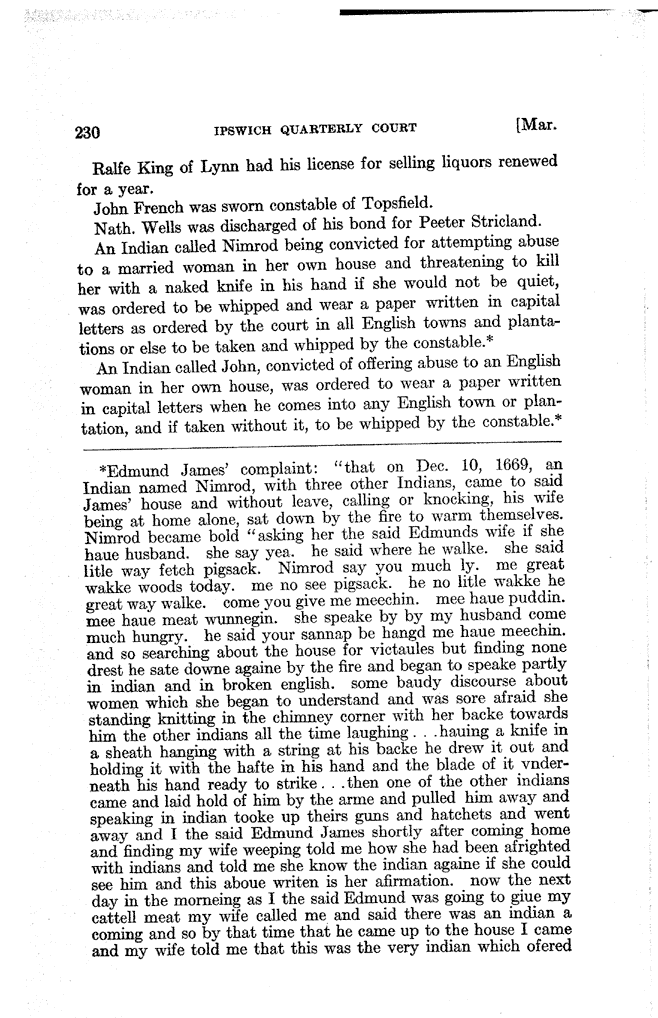 230 IPSWICH QUARTERLY COURT [Mar.
Ralfe King of Lynn had his license for selling liquors renewed
for a year.
John French was sworn constable of Topsfield.
Nath. Wells was discharged of his bond for Peeter Stricland.
An Indian called Nimrod being convicted for attempting abuse
to a married woman in her own house and threatening to kill
her with a naked knife in his hand if she would not be quiet,
was ordered to be whipped and wear a paper written in capital
letters as ordered by the court in all English towns and planta-
tions or else to be taken and whipped by the constable.*
An Indian called John, convicted of offering abuse to an English
woman in her own house, was ordered to wear a paper written
in capital letters when he comes into any English town or plan-
tation, and if taken without it, to be whipped by the constable.*
*Edmund James' complaint: "that on Dec. 10, 1669, an
Indian named Nimrod, with three other Indians, came to said
James' house and without leave, calling or knocking, his wife
being at home alone, sat down by the fire to warm themselves.
Nimrod became bold "asking her the said Edmunds wife if she
haue husband. she say yea. he said where he walke. she said
litle way fetch pigsack. Nimrod say you much ly. me great
wakke woods today. me no see pigsack. he no litle wakke he
great way walke. come you give me meechin. mee haue puddin.
mee haue meat wunnegin. she speake by by my husband come
much hungry. he said your sannap be hangd me haue meechin.
and so searching about the house for victaules but finding none
drest he sate downe againe by the fire and began to speake partly
in indian and in broken english. some baudy discourse about
women which she began to understand and was sore afraid she
standing knitting in the chimney corner with her backe towards
him the other indians all the time laughing . . .hauing a knife in
a sheath hanging with a string at his backe he drew it out and
holding it with the hafte in his hand and the blade of it vnder-
neath his hand ready to strike . . .then one of the other indians
came and laid hold of him by the arme and pulled him away and
speaking in indian tooke up theirs guns and hatchets and went
away and I the said Edmund James shortly after coming home
and finding my wife weeping told me how she had been afrighted
with indians and told me she know the indian againe if she could
see him and this aboue writen is her afirmation. now the next
day in the morneing as I the said Edmund was going to giue my
cattell meat my wife called me and said there was an indian a
coming and so by that time that he came up to the house I came
and my wife told me that this was the very indian which ofered